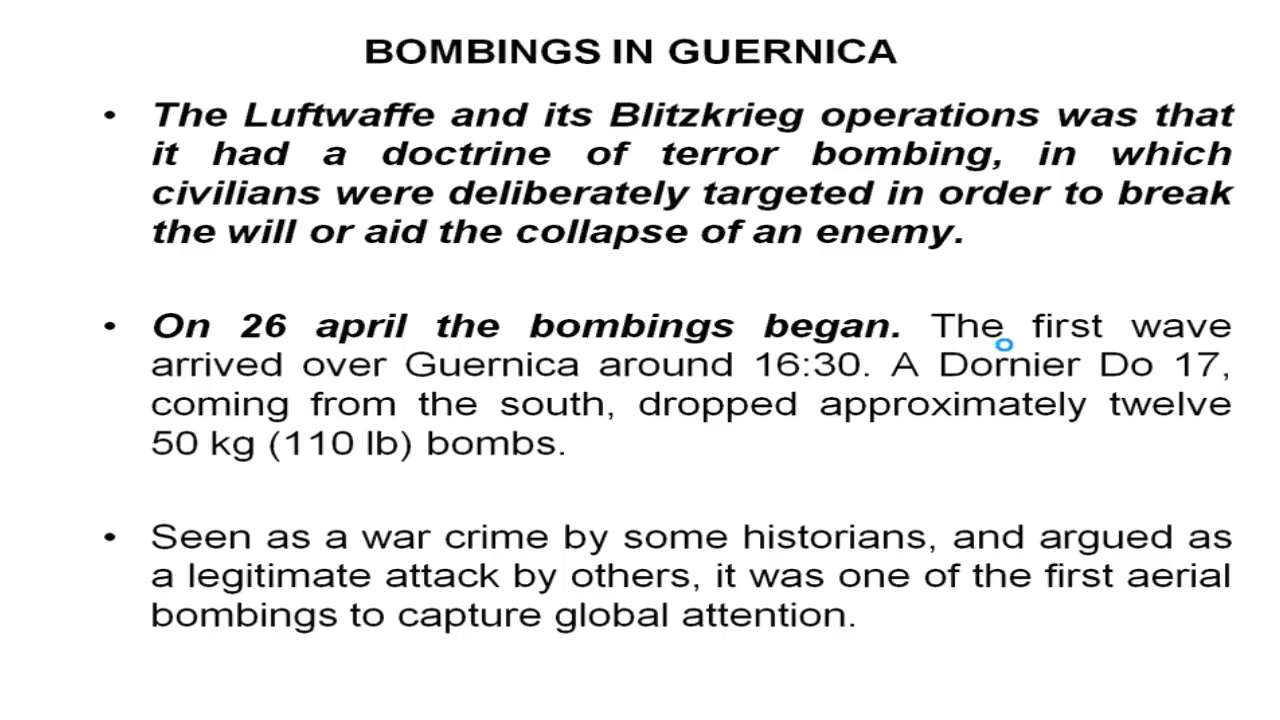 BOMBINGS IN GUERNICA
• The Luftwaffe and its Blitzkrieg operations was that
it had a doctrine of terror bombing, in which
civilians were deliberately targeted in order to break
the will or aid the collapse of an enemy.
• On 26 april the bombings began. The first wave
arrived over Guernica around 16:30. A Dornier Do 17,
coming from the south, dropped approximately twelve
50 kg (110 lb) bombs.
• Seen as a war crime by some historians, and argued as
a legitimate attack by others, it was one of the first aerial
bombings to capture global attention.